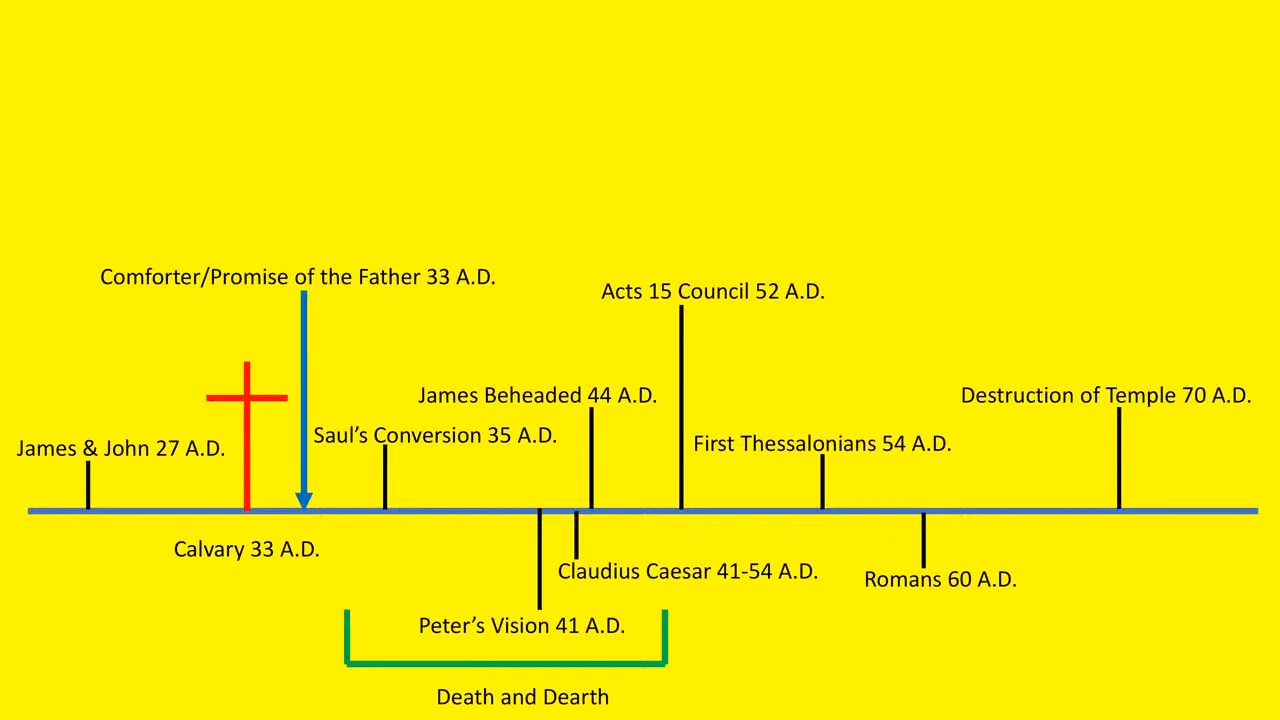 Comforter/Promise of the Father 33 A.D.
Acts 15 Council 52 A.D.
James Beheaded 44 A.D.
Destruction of Temple 70 A.D.
Saul’s Conversion 35 A.D.
First Thessalonians 54 A.D.
James & John 27 A.D.
Calvary 33 A.D.
Claudius Caesar 41-54 A.D.
Romans 60 A.D.
Peter’s Vision 41 A.D.
Death and Dearth